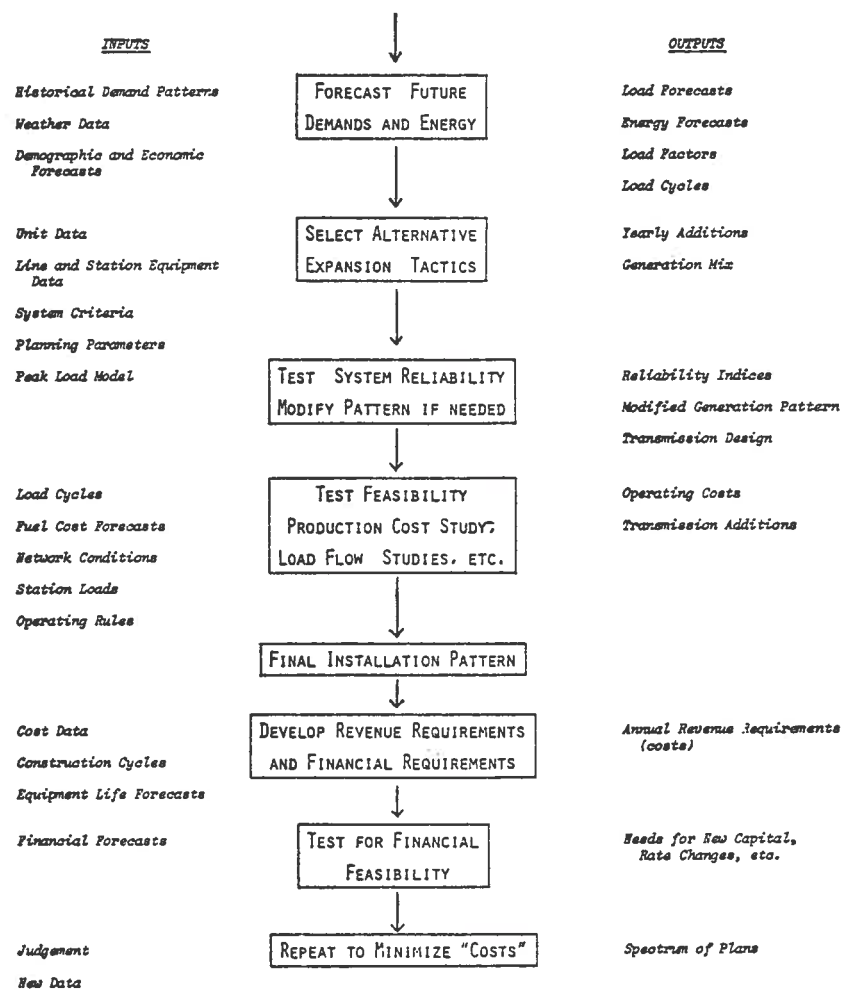 INPUTS
OUTPUTS
Historical Demand Patterns
Weather Data
Demographic and Economic
Forecasts
FORECAST FUTURE
DEMANDS AND ENERGY
Load Forecasts
Energy Forecasts
Load Factors
Load Cycles
Unit Data
Line and Station Equipment
Data
System Criteria
Planning Parameters
Peak Load Model
SELECT ALTERNATIVE
EXPANSION TACTICS
Yearly Additions
Generation Mix
TEST SYSTEM RELIABILITY
MODIFY PATTERN IF NEEDED
Reliability Indices
Modified Generation Pattern
Transmission Design
Load Cycles
Fuel Cost Forecasts
Network Conditions
Station Loads
Operating Rules
TEST FEASIBILITY
PRODUCTION COST STUDY;
LOAD FLOW STUDIES. ETC.
Operating Costs
Transmission Additions
FINAL INSTALLATION PATTERN
Cost Data
Construction Cycles
Equipment Life Forecasts
DEVELOP REVENUE REQUIREMENTS
AND FINANCIAL REQUIREMENTS
Annual Revenue Requirements
(costs)
Financial Forecasts
TEST FOR FINANCIAL
FEASIBILITY
Needs for New Capital,
Rate Changes, etc.
Judgement
New Data
REPEAT TO MINIMIZE "COSTS"
Spectrum of Plans